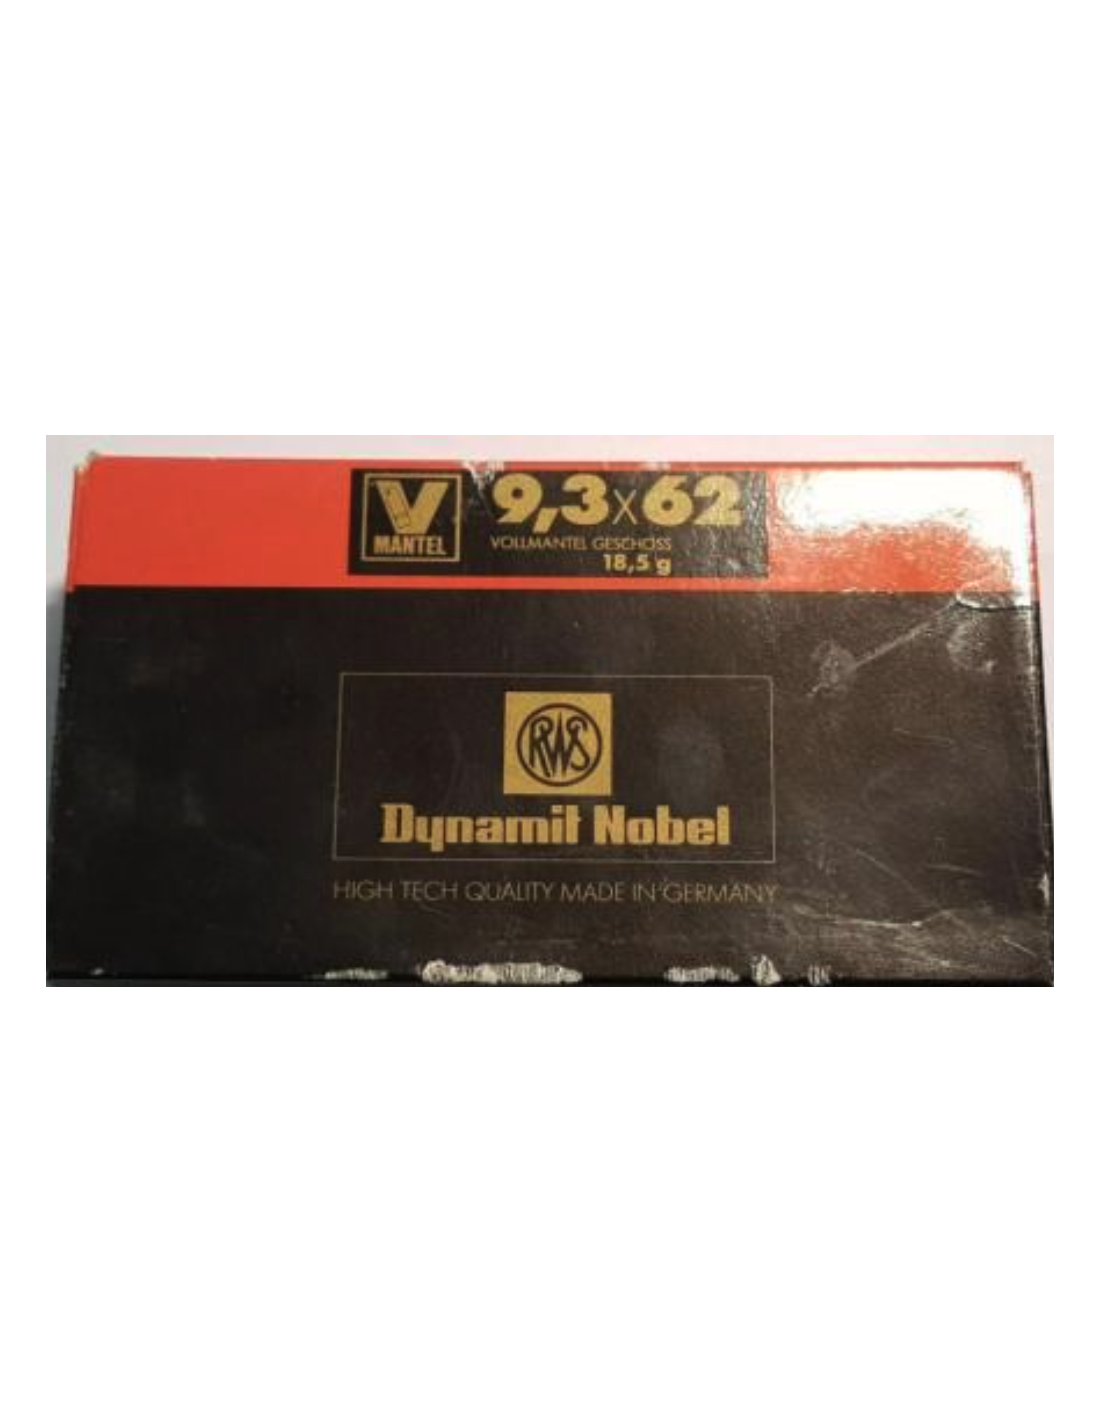 V
MANTEL
9,3x62
VOLLMANTEL GESCHOSS
18,5 g
RWS
Dynamit Nobel
HIGH TECH QUALITY MADE IN GERMANY